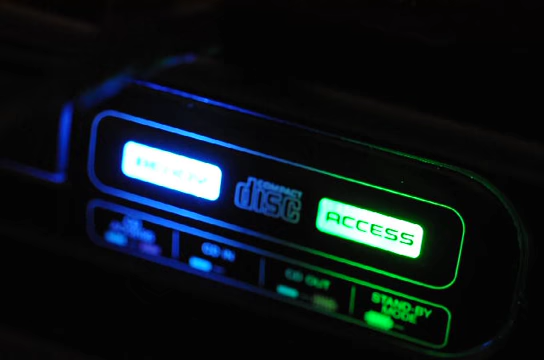 COMPACT
disc
ACCESS
CD IN
CD OUT
STAND-BY
MODE